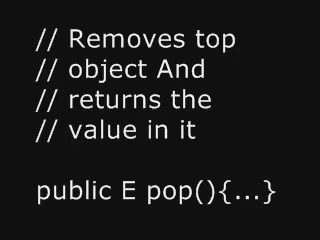 // Removes top
// object And
// returns the
// value in it
public E pop(){...}